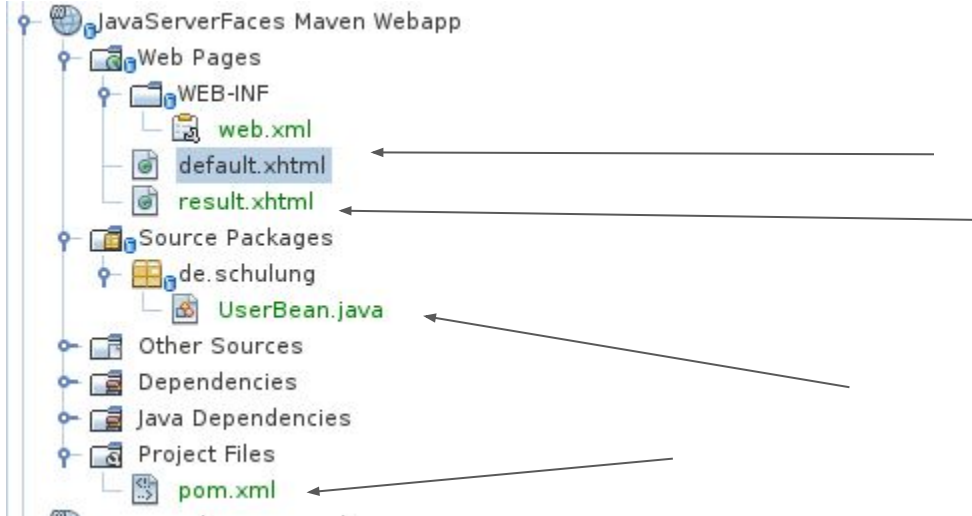 JavaServerFaces Maven Webapp
Web Pages
WEB-INF
web.xml
default.xhtml
result.xhtml
Source Packages
de.schulung
UserBean.java
Other Sources
Dependencies
Java Dependencies
Project Files
pom.xml